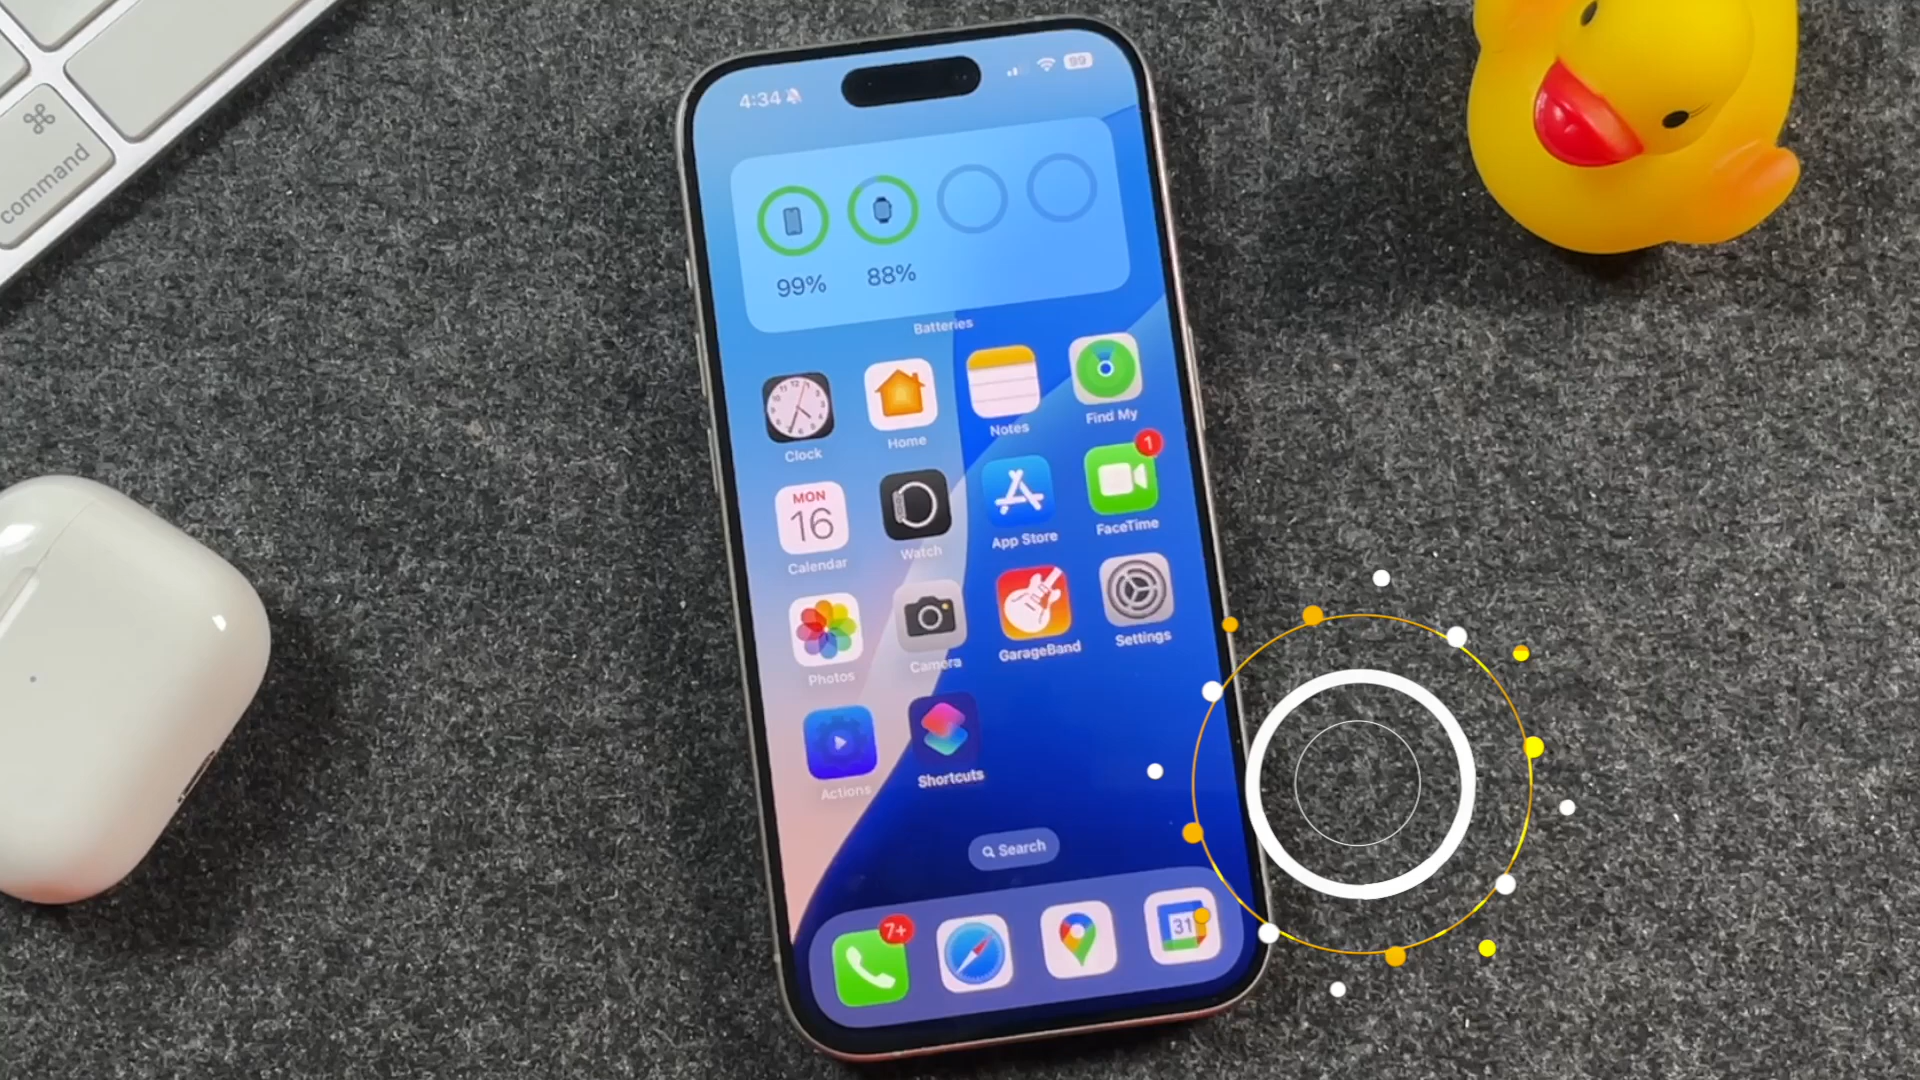 command
4:34
99
99%
88%
Batteries
Clock
Home
Notes
Find My
1
MON
16
Calendar
Watch
App Store
FaceTime
Photos
Camera
GarageBand
Settings
Actions
Shortcuts
Search
7+
31